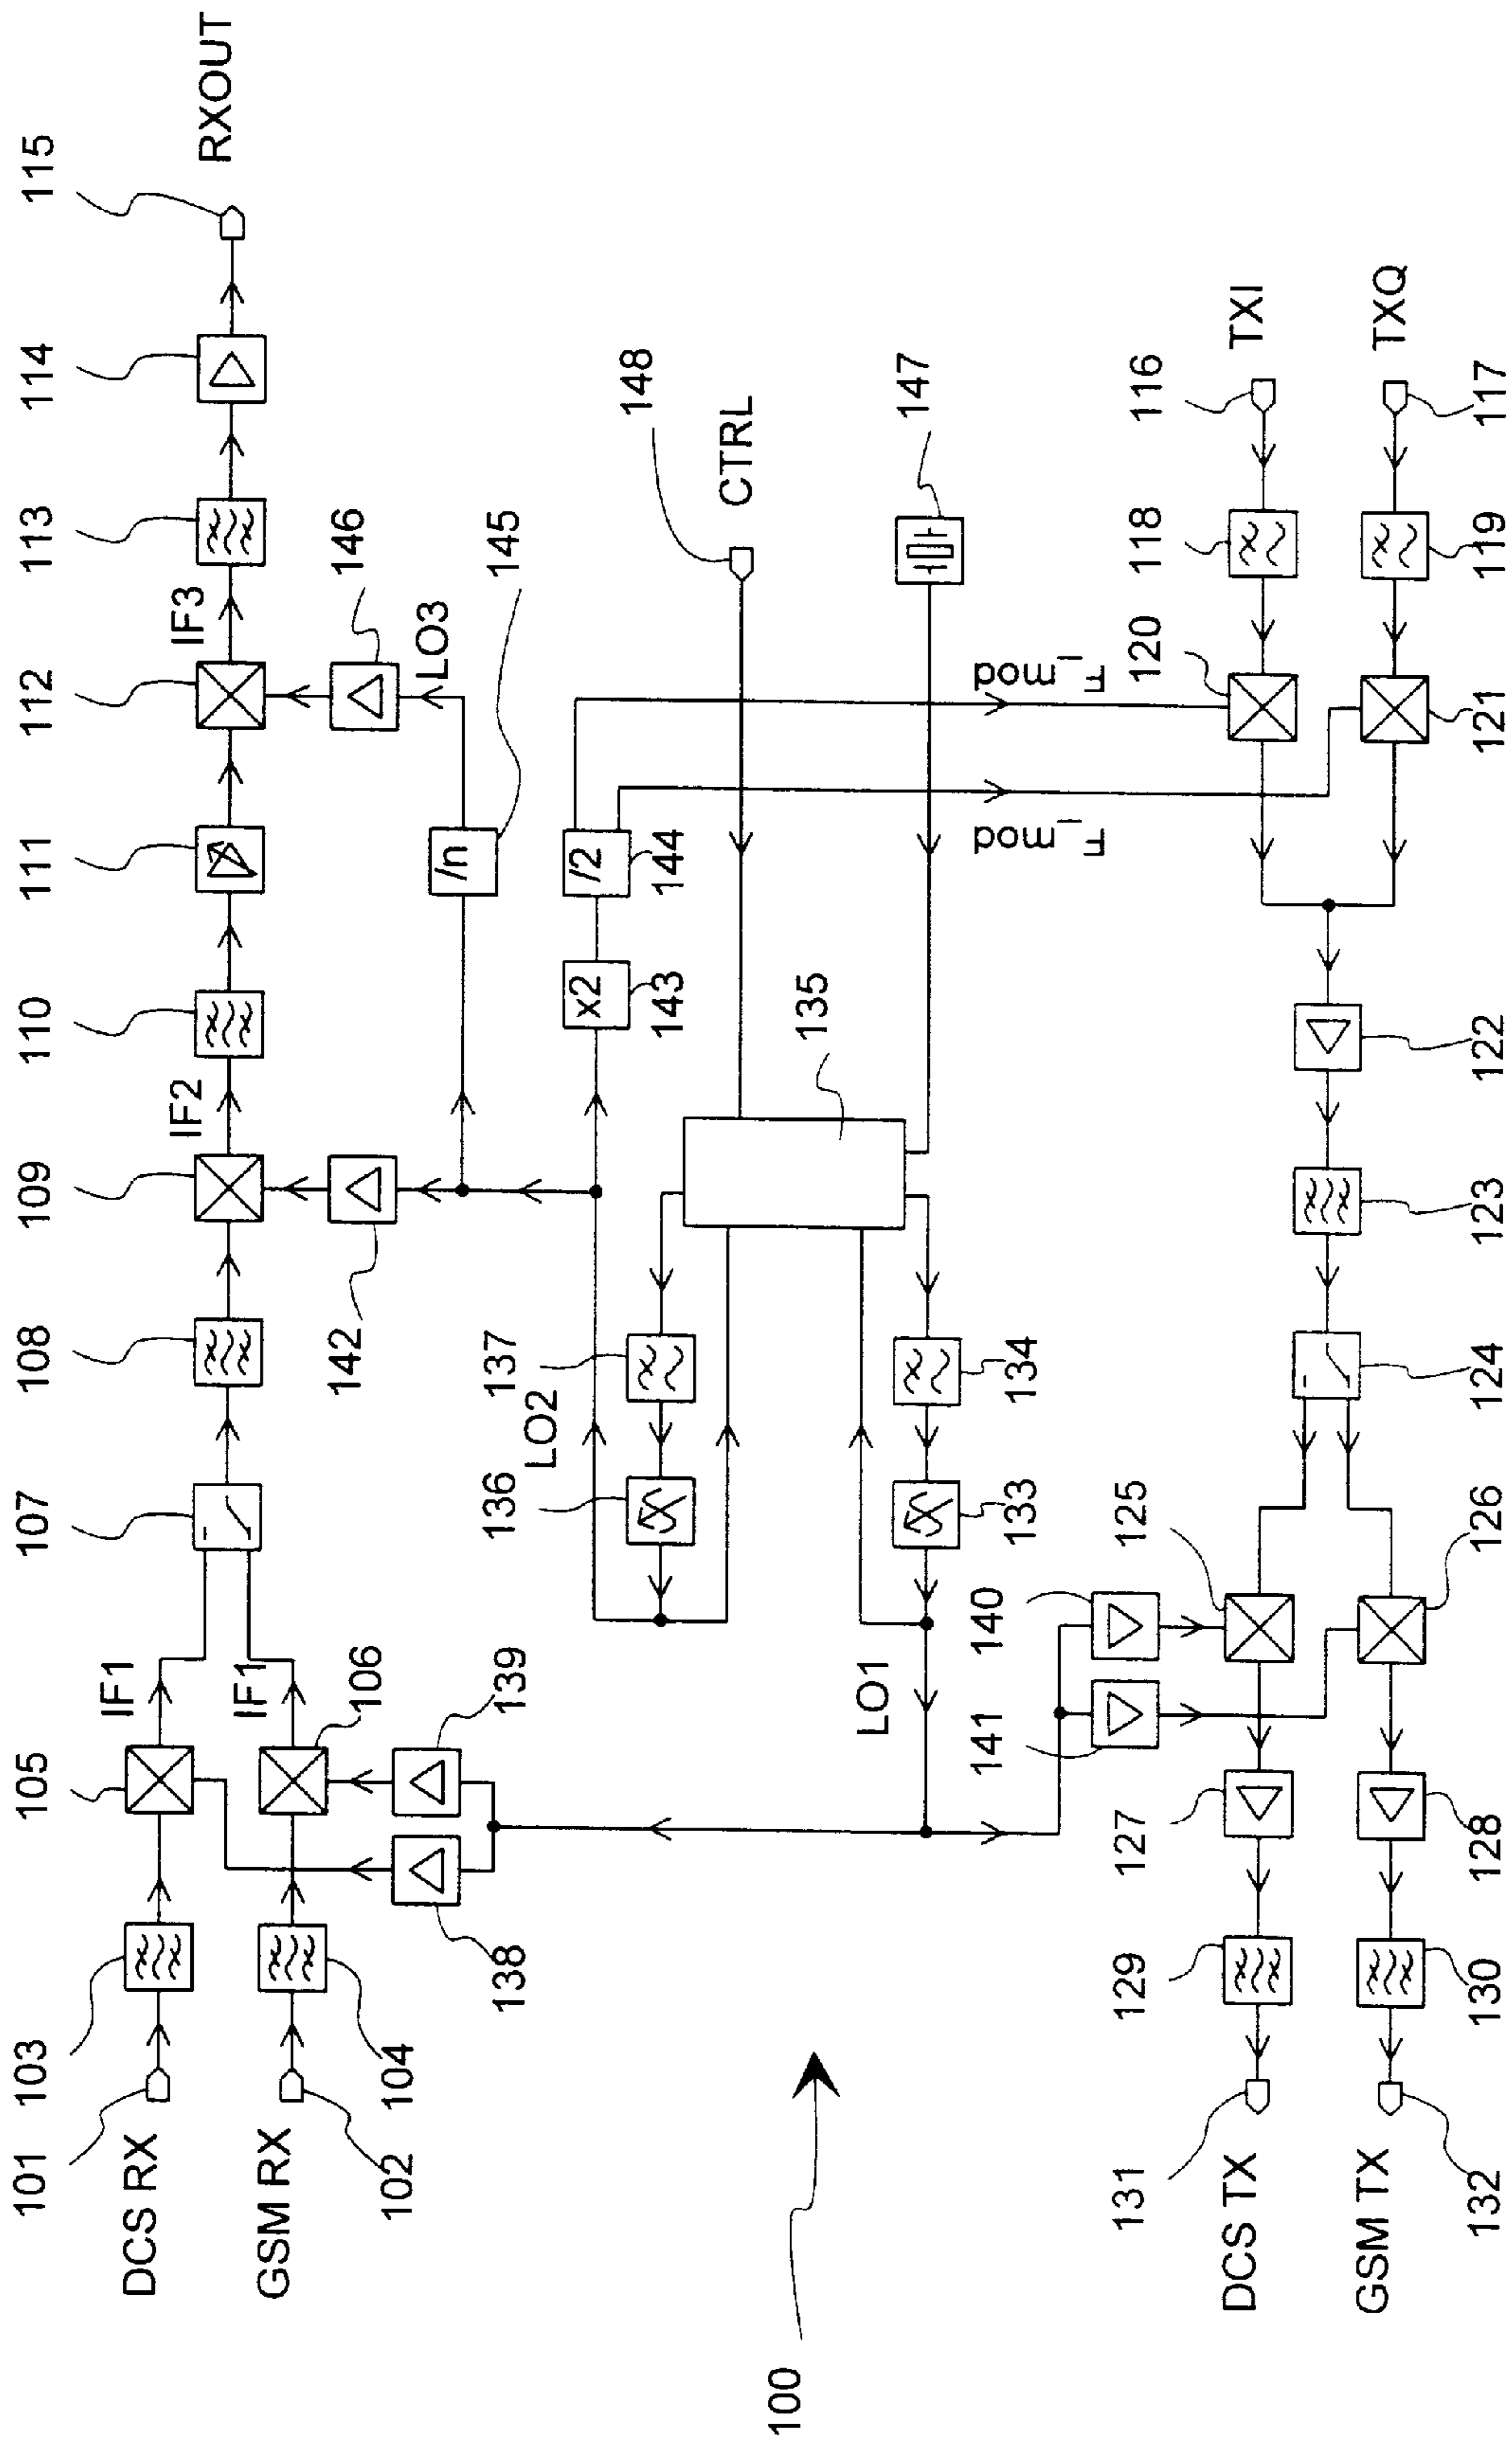 101
103
105
107
108
109
110
111
112
113
114
115
DCS RX
IF1
IF2
IF3
RXOUT
GSM RX
IF1
102
104
106
142
146
LO3
/n
138
139
145
136
137
LO2
x2
/2
148
143
144
CTRL
135
100
LO1
147
F_mod
F_mod
133
134
141
140
131
129
127
125
120
118
116
DCS TX
TXI
GSM TX
TXQ
132
130
128
126
124
123
122
121
119
117